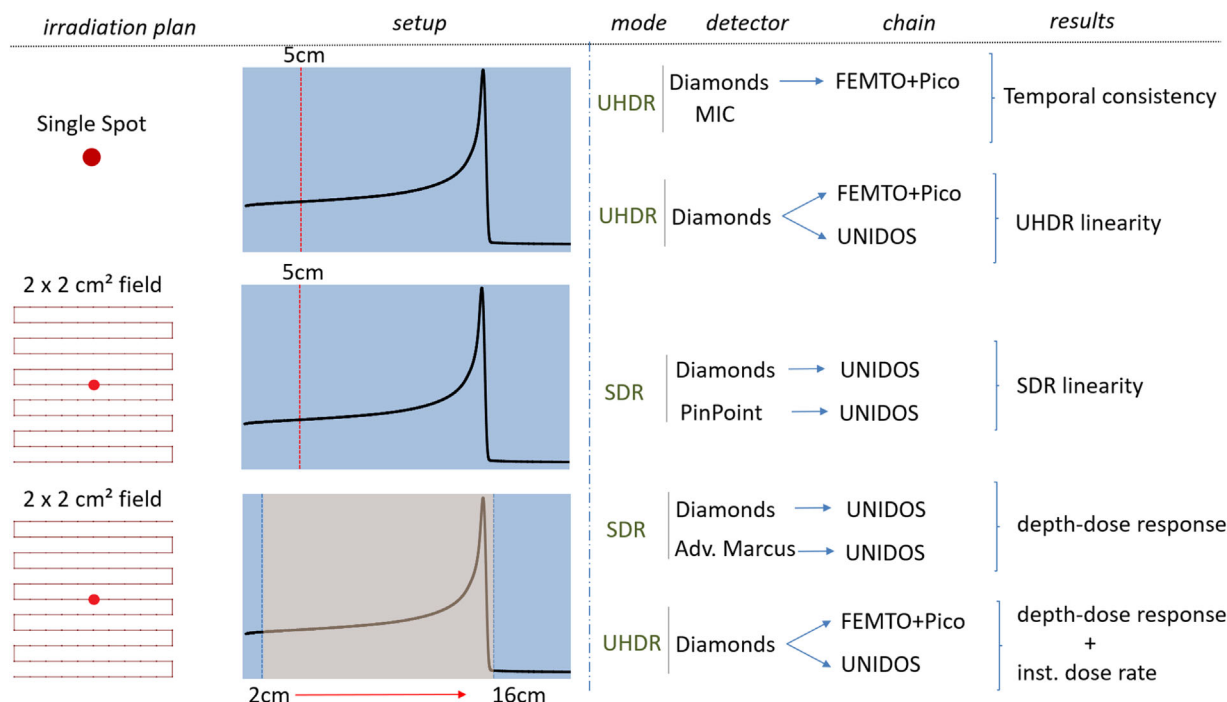 irradiation plan setup mode detector chain results
5cm
Single Spot
UHDR Diamonds FEMTO+Pico Temporal consistency
MIC
UHDR Diamonds FEMTO+Pico UHDR linearity
UNIDOS
2 x 2 cm² field
5cm
SDR Diamonds UNIDOS SDR linearity
PinPoint UNIDOS
2 x 2 cm² field
SDR Diamonds UNIDOS depth-dose response
Adv. Marcus UNIDOS
UHDR Diamonds FEMTO+Pico depth-dose response
UNIDOS +
inst. dose rate
2cm 16cm